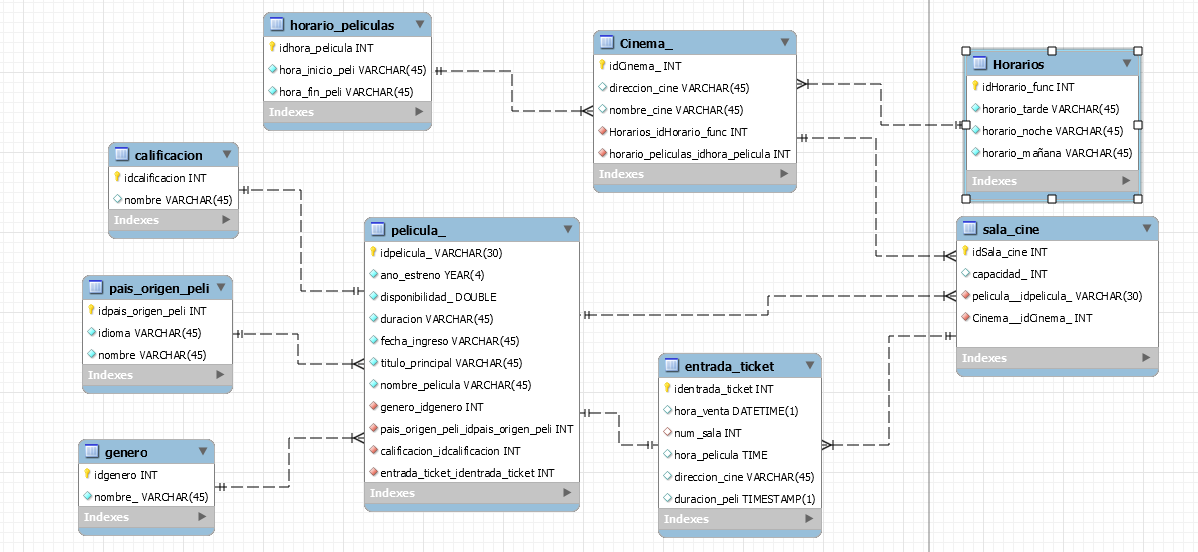 horario_peliculas
idhora_pelicula INT
hora_inicio_peli VARCHAR(45)
hora_fin_peli VARCHAR(45)
Indexes
Cinema_
idCinema_ INT
direccion_cine VARCHAR(45)
nombre_cine VARCHAR(45)
Horarios_idHorario_func INT
horario_peliculas_idhora_pelicula INT
Indexes
Horarios
idHorario_func INT
horario_tarde VARCHAR(45)
horario_noche VARCHAR(45)
horario_mañana VARCHAR(45)
Indexes
calificacion
idcalificacion INT
nombre VARCHAR(45)
Indexes
pelicula_
idpelicula_ VARCHAR(30)
ano_estreno YEAR(4)
disponibilidad_ DOUBLE
duracion VARCHAR(45)
fecha_ingreso VARCHAR(45)
titulo_principal VARCHAR(45)
nombre_pelicula VARCHAR(45)
genero_idgenero INT
pais_origen_peli_idpais_origen_peli INT
calificacion_idcalificacion INT
entrada_ticket_identrada_ticket INT
Indexes
sala_cine
idSala_cine INT
capacidad_ INT
pelicula__idpelicula_ VARCHAR(30)
Cinema__idCinema_ INT
Indexes
pais_origen_peli
idpais_origen_peli INT
idioma VARCHAR(45)
nombre VARCHAR(45)
Indexes
entrada_ticket
identrada_ticket INT
hora_venta DATETIME(1)
num_sala INT
hora_pelicula TIME
direccion_cine VARCHAR(45)
duracion_peli TIMESTAMP(1)
Indexes
genero
idgenero INT
nombre_ VARCHAR(45)
Indexes